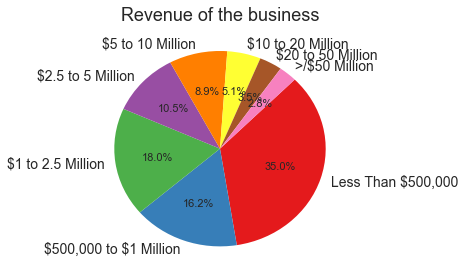 Revenue of the business
$5 to 10 Million
$10 to 20 Million
$20 to 50 Million
>/$50 Million
$2.5 to 5 Million
8.9%
5.1%
3.5%
2.8%
10.5%
$1 to 2.5 Million
18.0%
35.0%
Less Than $500,000
16.2%
$500,000 to $1 Million